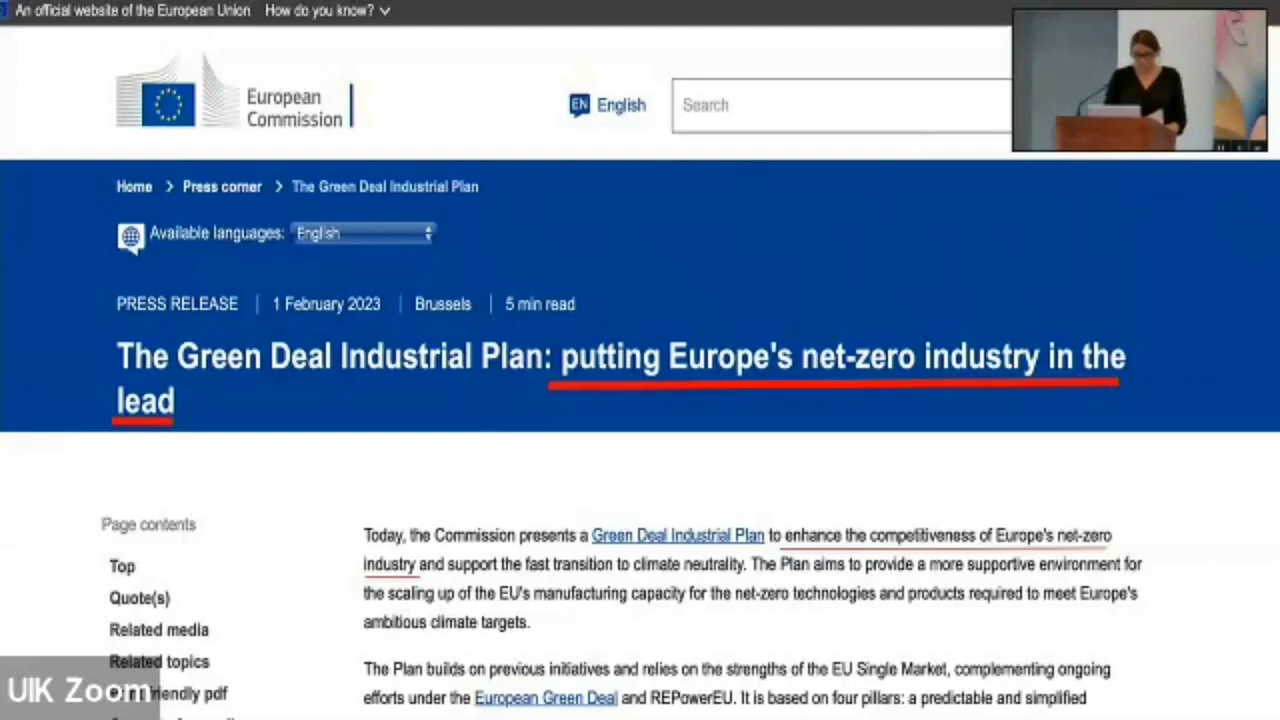 An official website of the European Union How do you know?
European
Commission
EN English
Search
Home > Press corner > The Green Deal Industrial Plan
Available languages: English
PRESS RELEASE | 1 February 2023 | Brussels | 5 min read
The Green Deal Industrial Plan: putting Europe's net-zero industry in the
lead
Page contents
Top
Quote(s)
Related media
Related topics
friendly pdf
Today, the Commission presents a Green Deal Industrial Plan to enhance the competitiveness of Europe's net-zero
industry and support the fast transition to climate neutrality. The Plan aims to provide a more supportive environment for
the scaling up of the EU's manufacturing capacity for the net-zero technologies and products required to meet Europe's
ambitious climate targets.
The Plan builds on previous initiatives and relies on the strengths of the EU Single Market, complementing ongoing
efforts under the European Green Deal and REPowerEU. It is based on four pillars: a predictable and simplified
UIK Zoom